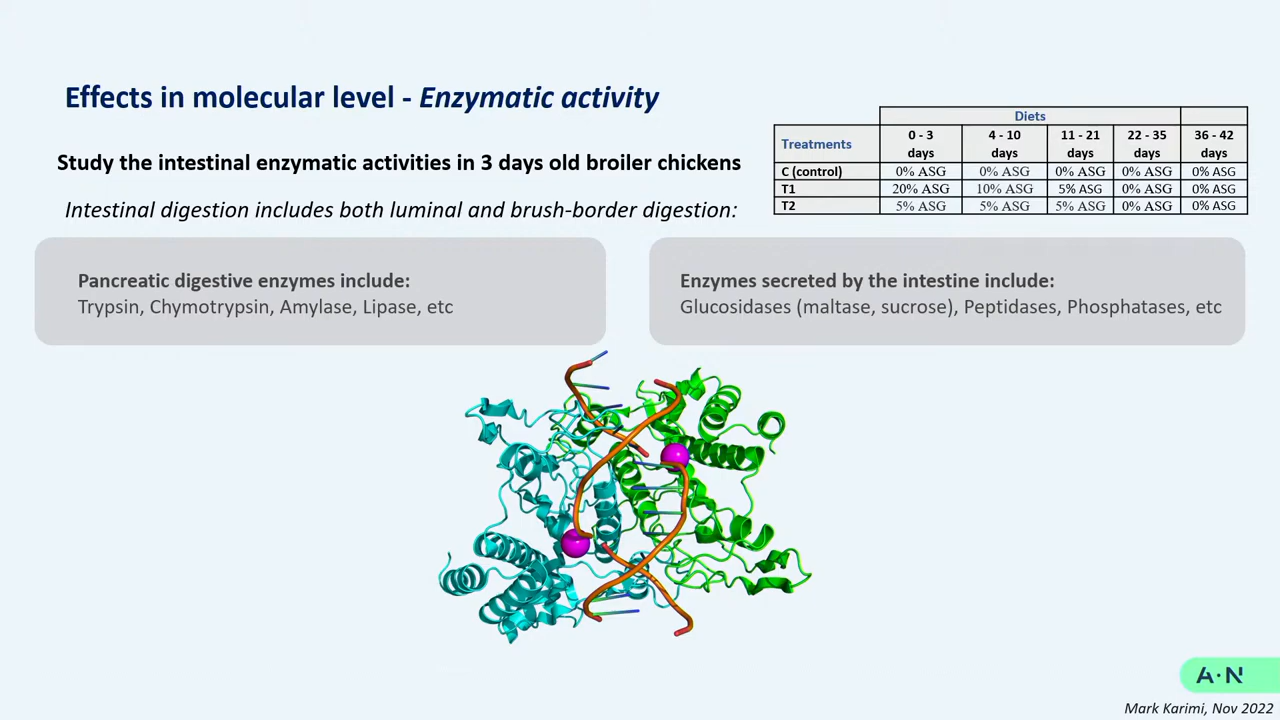 Effects in molecular level - Enzymatic activity
Study the intestinal enzymatic activities in 3 days old broiler chickens
Intestinal digestion includes both luminal and brush-border digestion:
Diets
Treatments 0 - 3 days 4 - 10 days 11 - 21 days 22 - 35 days 36 - 42 days
C (control) 0% ASG 0% ASG 0% ASG 0% ASG 0% ASG
T1 20% ASG 10% ASG 5% ASG 0% ASG 0% ASG
T2 5% ASG 5% ASG 5% ASG 0% ASG 0% ASG
Pancreatic digestive enzymes include:
Trypsin, Chymotrypsin, Amylase, Lipase, etc
Enzymes secreted by the intestine include:
Glucosidases (maltase, sucrose), Peptidases, Phosphatases, etc
A·N
Mark Karimi, Nov 2022